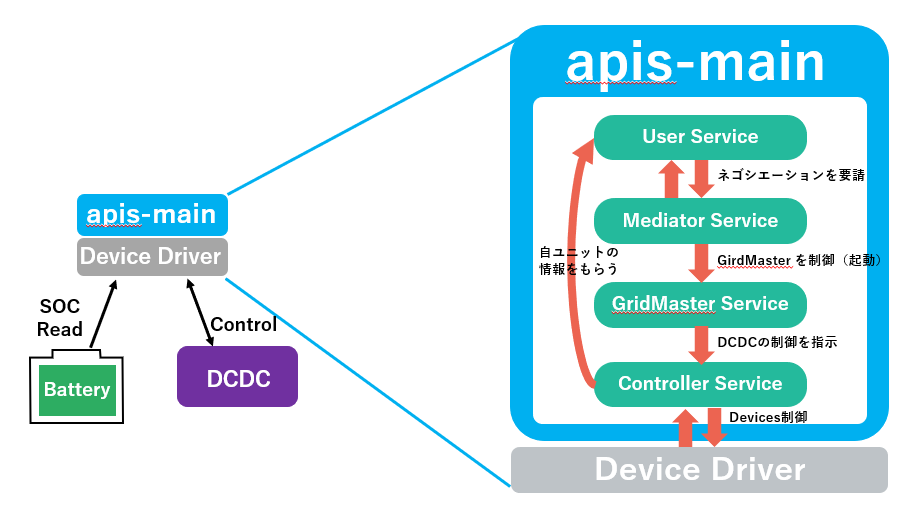 apis-main
Device Driver
SOC
Read
Control
Battery
DCDC
apis-main
User Service
ネゴシエーションを要請
Mediator Service
自ユニットの
情報をもらう
GirdMaster を制御（起動）
GridMaster Service
DCDCの制御を指示
Controller Service
Devices制御
Device Driver